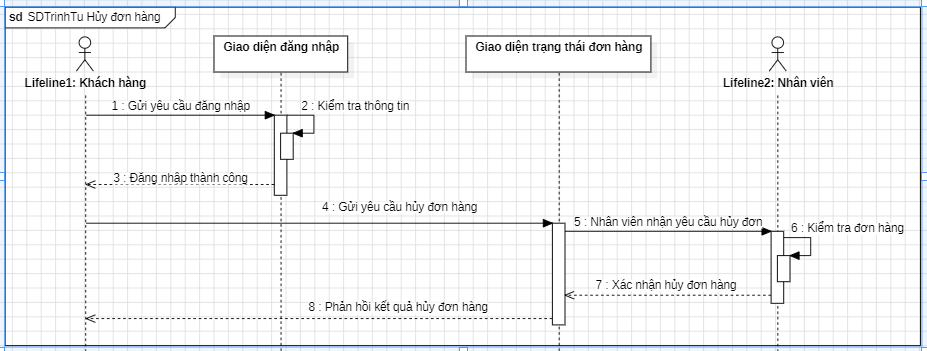 sd SDTrinhTu Hủy đơn hàng
Giao diện đăng nhập
Giao diện trạng thái đơn hàng
Lifeline1: Khách hàng
Lifeline2: Nhân viên
1 : Gửi yêu cầu đăng nhập
2 : Kiểm tra thông tin
3 : Đăng nhập thành công
4 : Gửi yêu cầu hủy đơn hàng
5 : Nhân viên nhận yêu cầu hủy đơn
6 : Kiểm tra đơn hàng
7 : Xác nhận hủy đơn hàng
8 : Phản hồi kết quả hủy đơn hàng